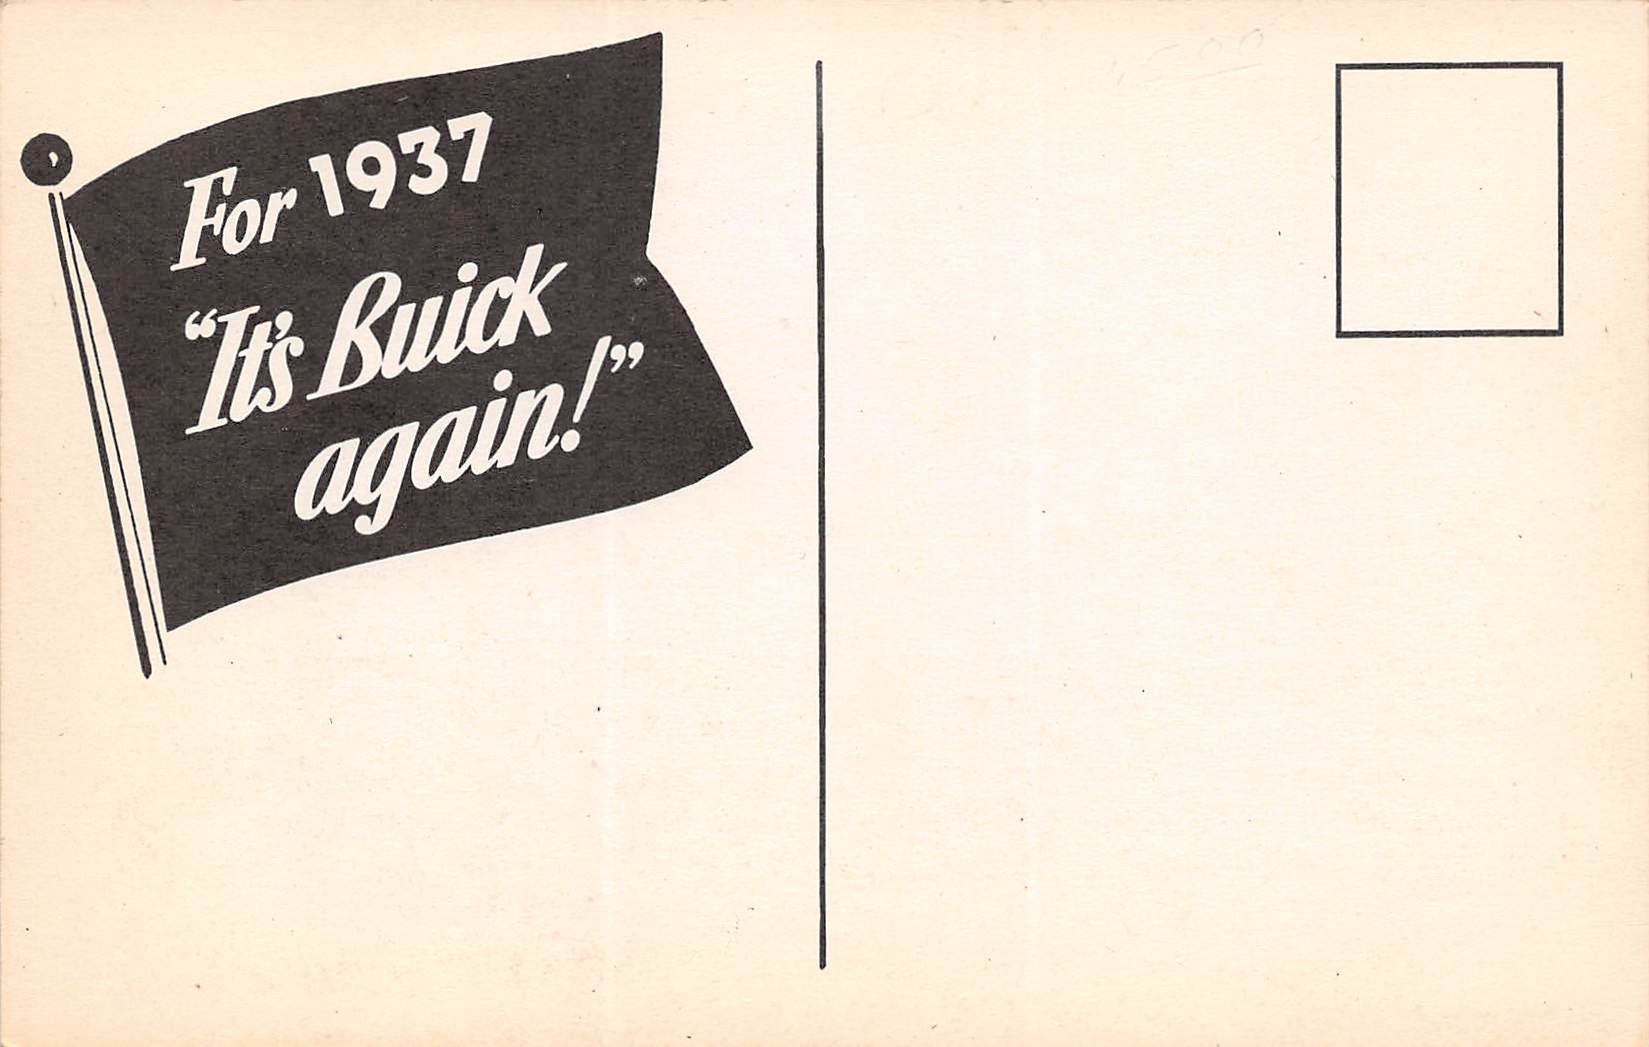 For 1937
“It's Buick
again!”